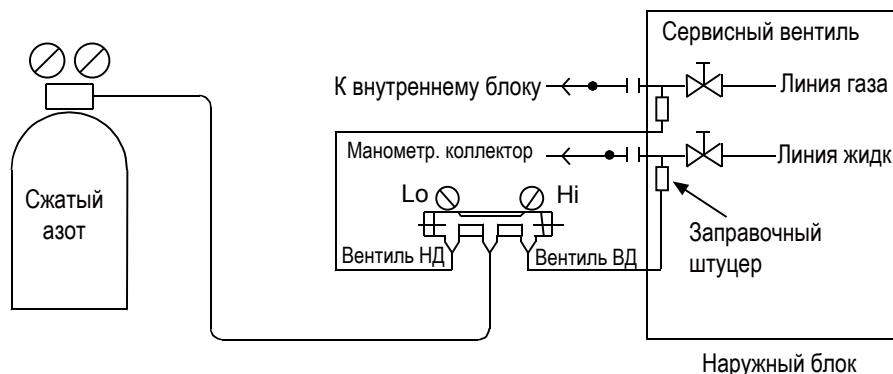 Сервисный вентиль
К внутреннему блоку
Линия газа
Манометр. коллектор
Линия жидк
Сжатый
азот
Lo
Hi
Заправочный
штуцер
Вентиль НД
Вентиль ВД
Наружный блок